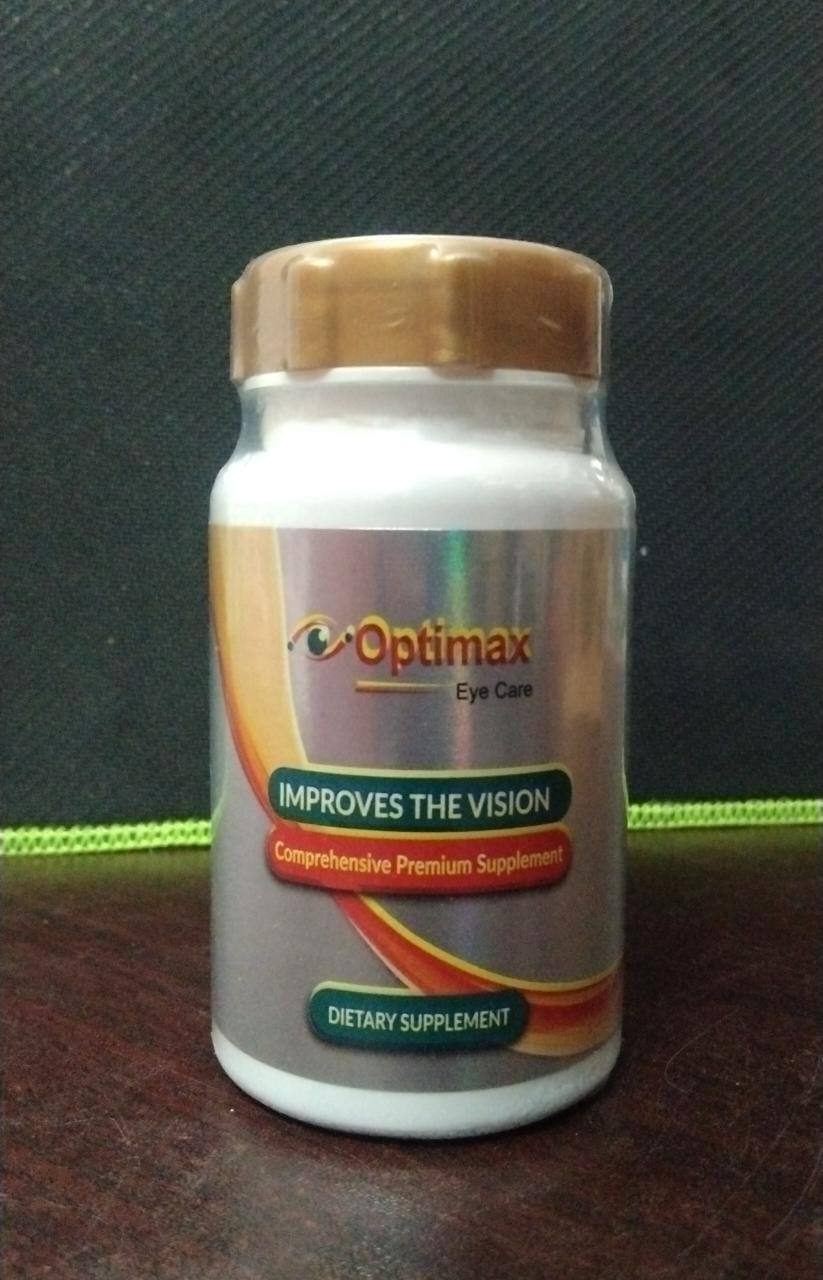 Optimax
Eye Care
IMPROVES THE VISION
Comprehensive Premium Supplement
DIETARY SUPPLEMENT